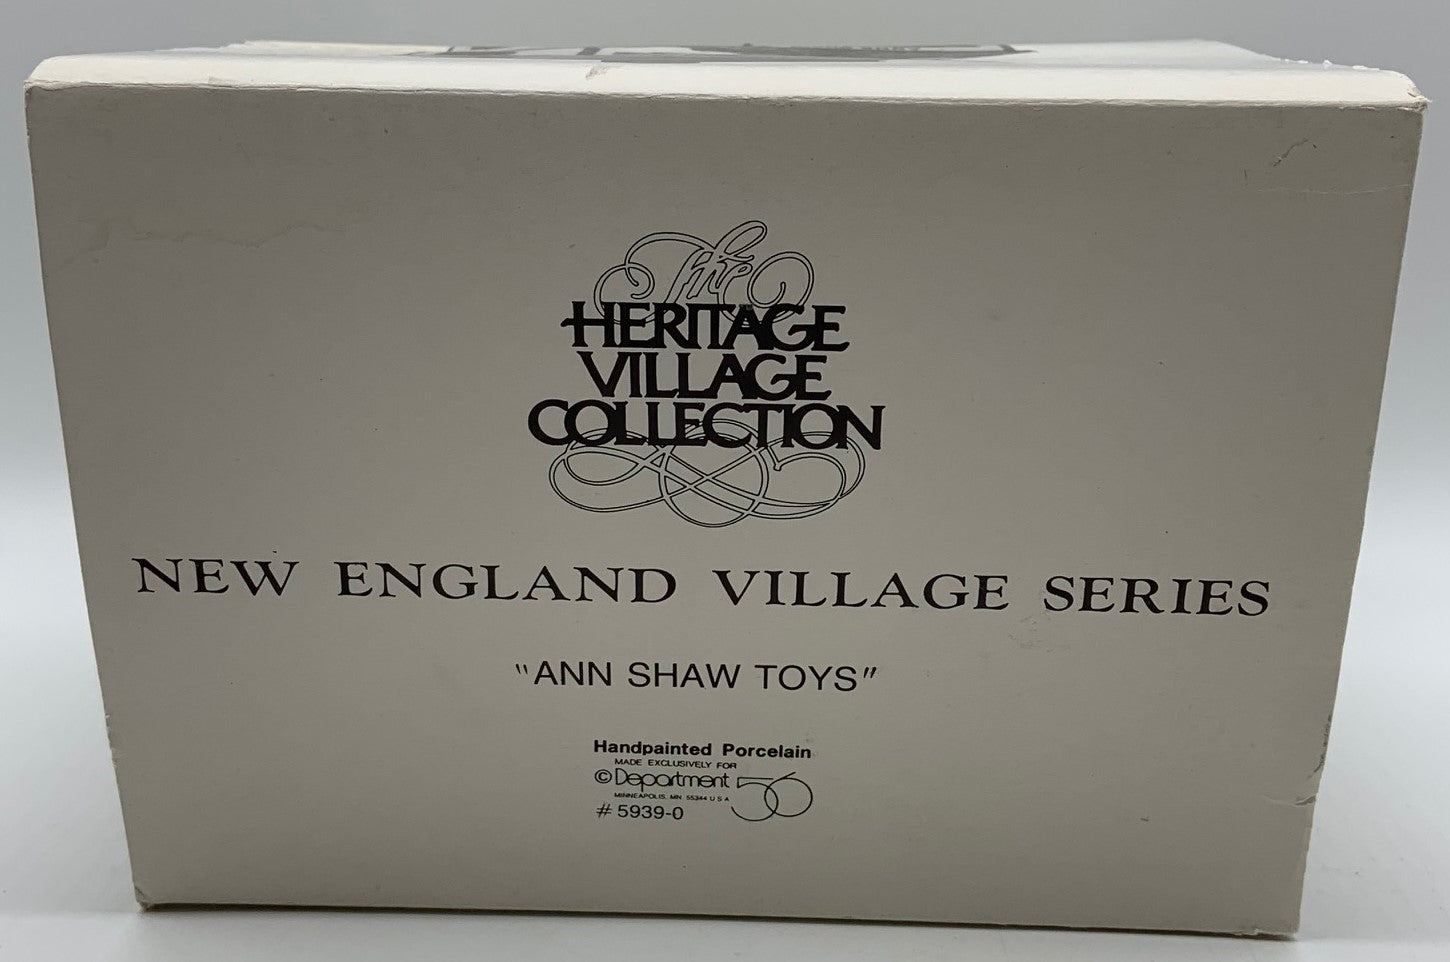 The
HERITAGE
VILLAGE
COLLECTION
NEW ENGLAND VILLAGE SERIES
"ANN SHAW TOYS"
Handpainted Porcelain
MADE EXCLUSIVELY FOR
© Department 56
MINNEAPOLIS, MN 55344 U S A
# 5939-0